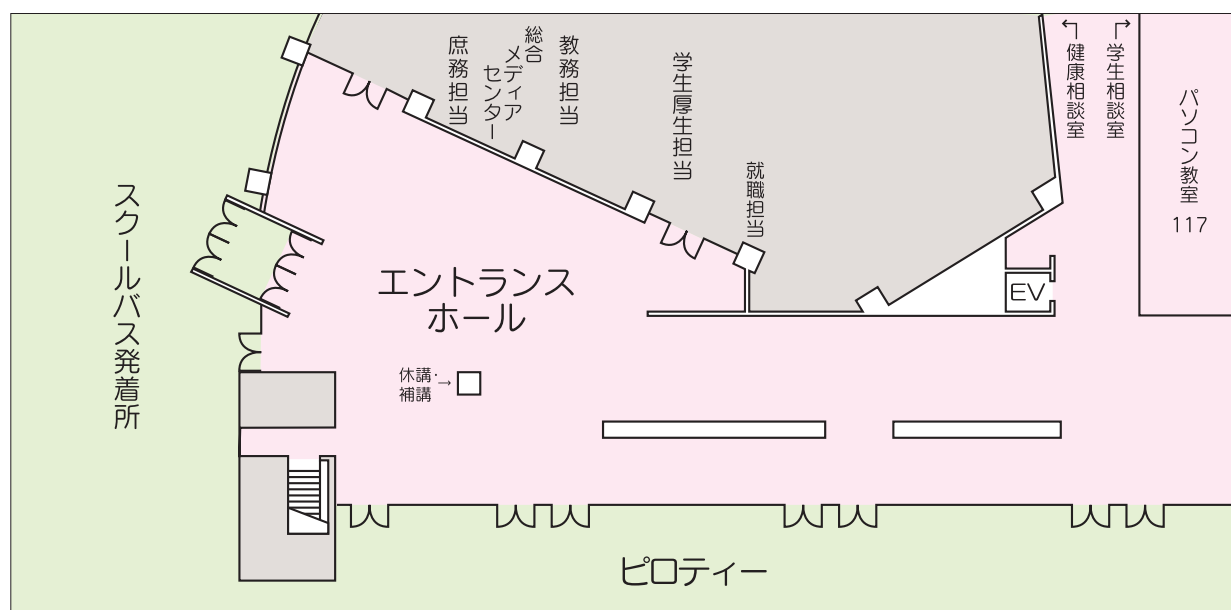 庶務担当
総合
メディア
センター
教務担当
学生厚生担当
就職担当
↰
健康相談室
↱
学生相談室
パソコン教室
117
スクールバス発着所
エントランス
ホール
EV
休講・→
補講
ピロティー